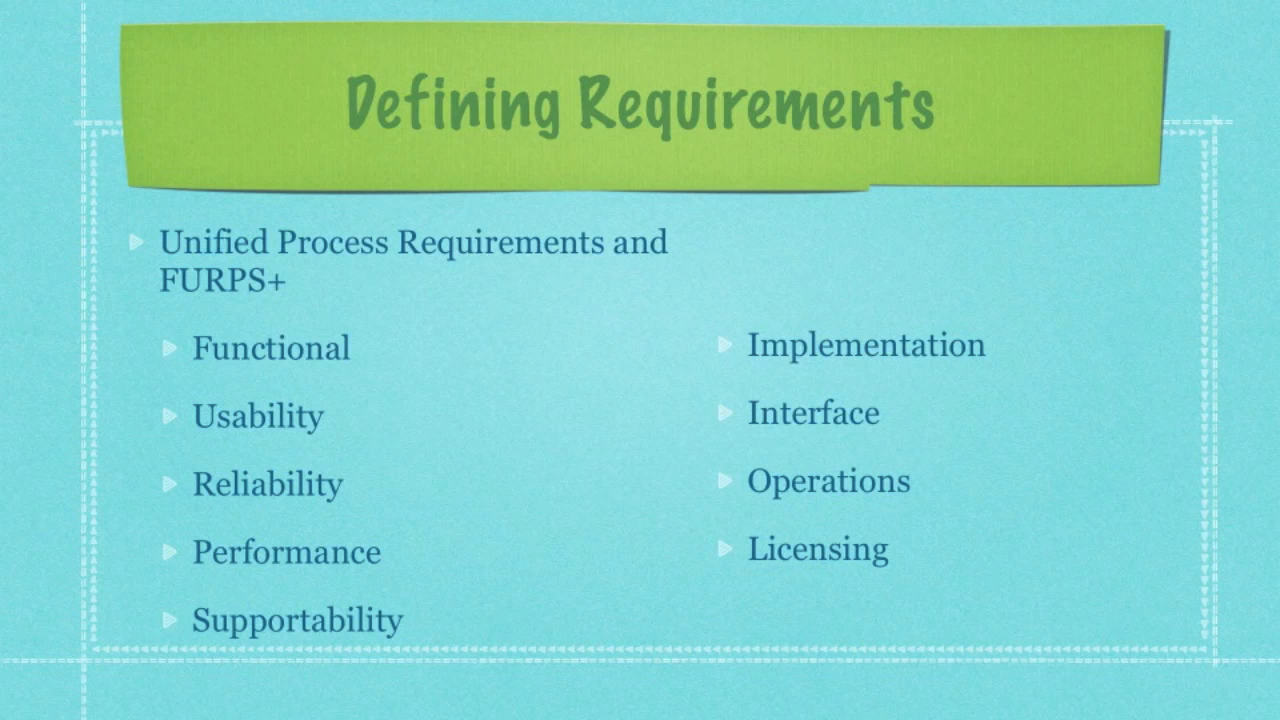 Defining Requirements
Unified Process Requirements and
FURPS+
Functional
Usability
Reliability
Performance
Supportability
Implementation
Interface
Operations
Licensing